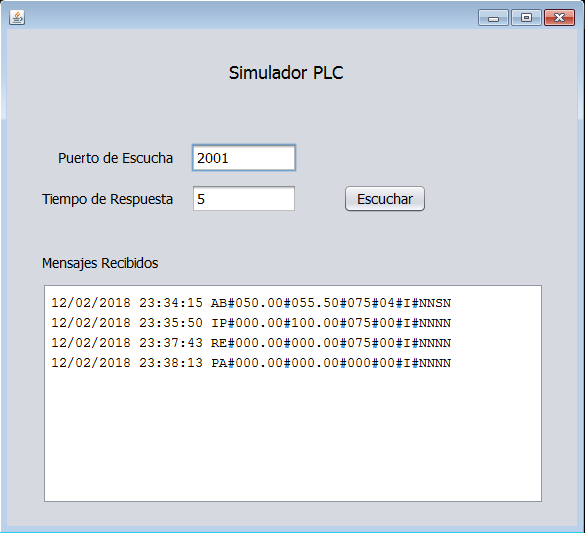 Simulador PLC
Puerto de Escucha 2001
Tiempo de Respuesta 5 Escuchar
Mensajes Recibidos
12/02/2018 23:34:15 AB#050.00#055.50#075#04#I#NNSN
12/02/2018 23:35:50 IP#000.00#100.00#075#00#I#NNNN
12/02/2018 23:37:43 RE#000.00#000.00#075#00#I#NNNN
12/02/2018 23:38:13 PA#000.00#000.00#000#00#I#NNNN